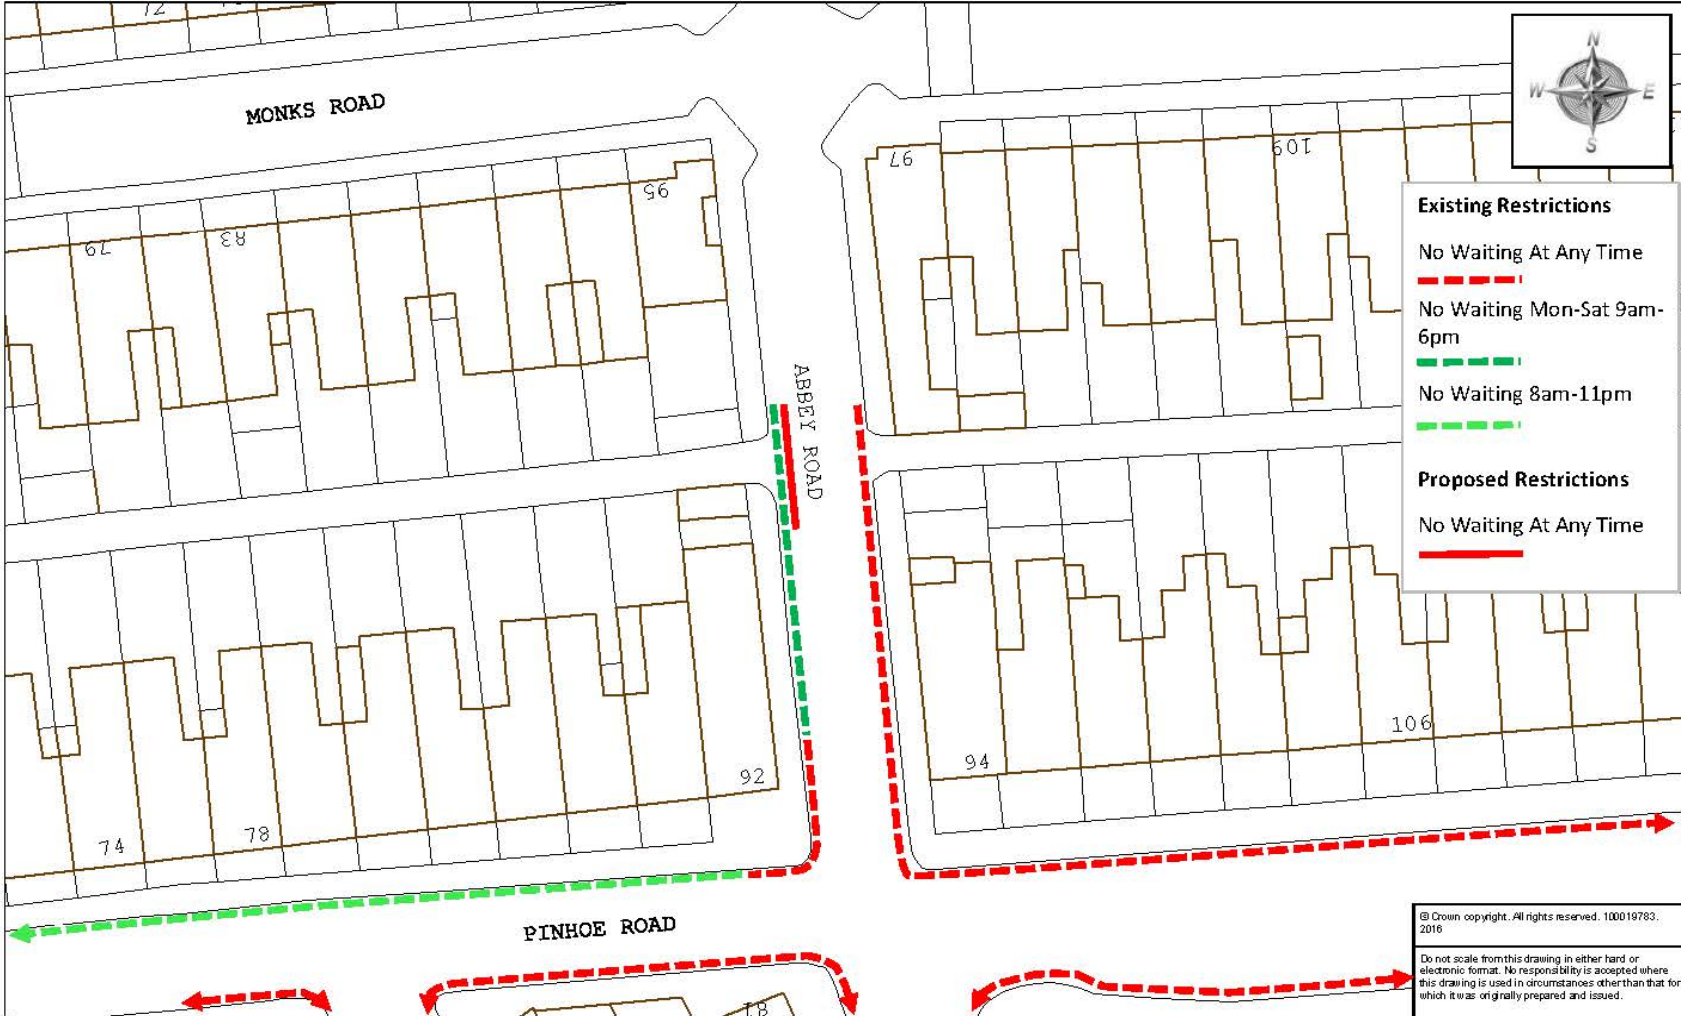 72
MONKS ROAD
N
W E
S
97
109
95
79
83
Existing Restrictions
No Waiting At Any Time
No Waiting Mon-Sat 9am-
6pm
No Waiting 8am-11pm
Proposed Restrictions
No Waiting At Any Time
ABBEY ROAD
106
94
92
78
74
PINHOE ROAD
81
© Crown copyright. All rights reserved. 100019783.
2016
Do not scale from this drawing in either hard or
electronic format. No responsibility is accepted where
this drawing is used in circumstances other than that for
which it was originally prepared and issued.